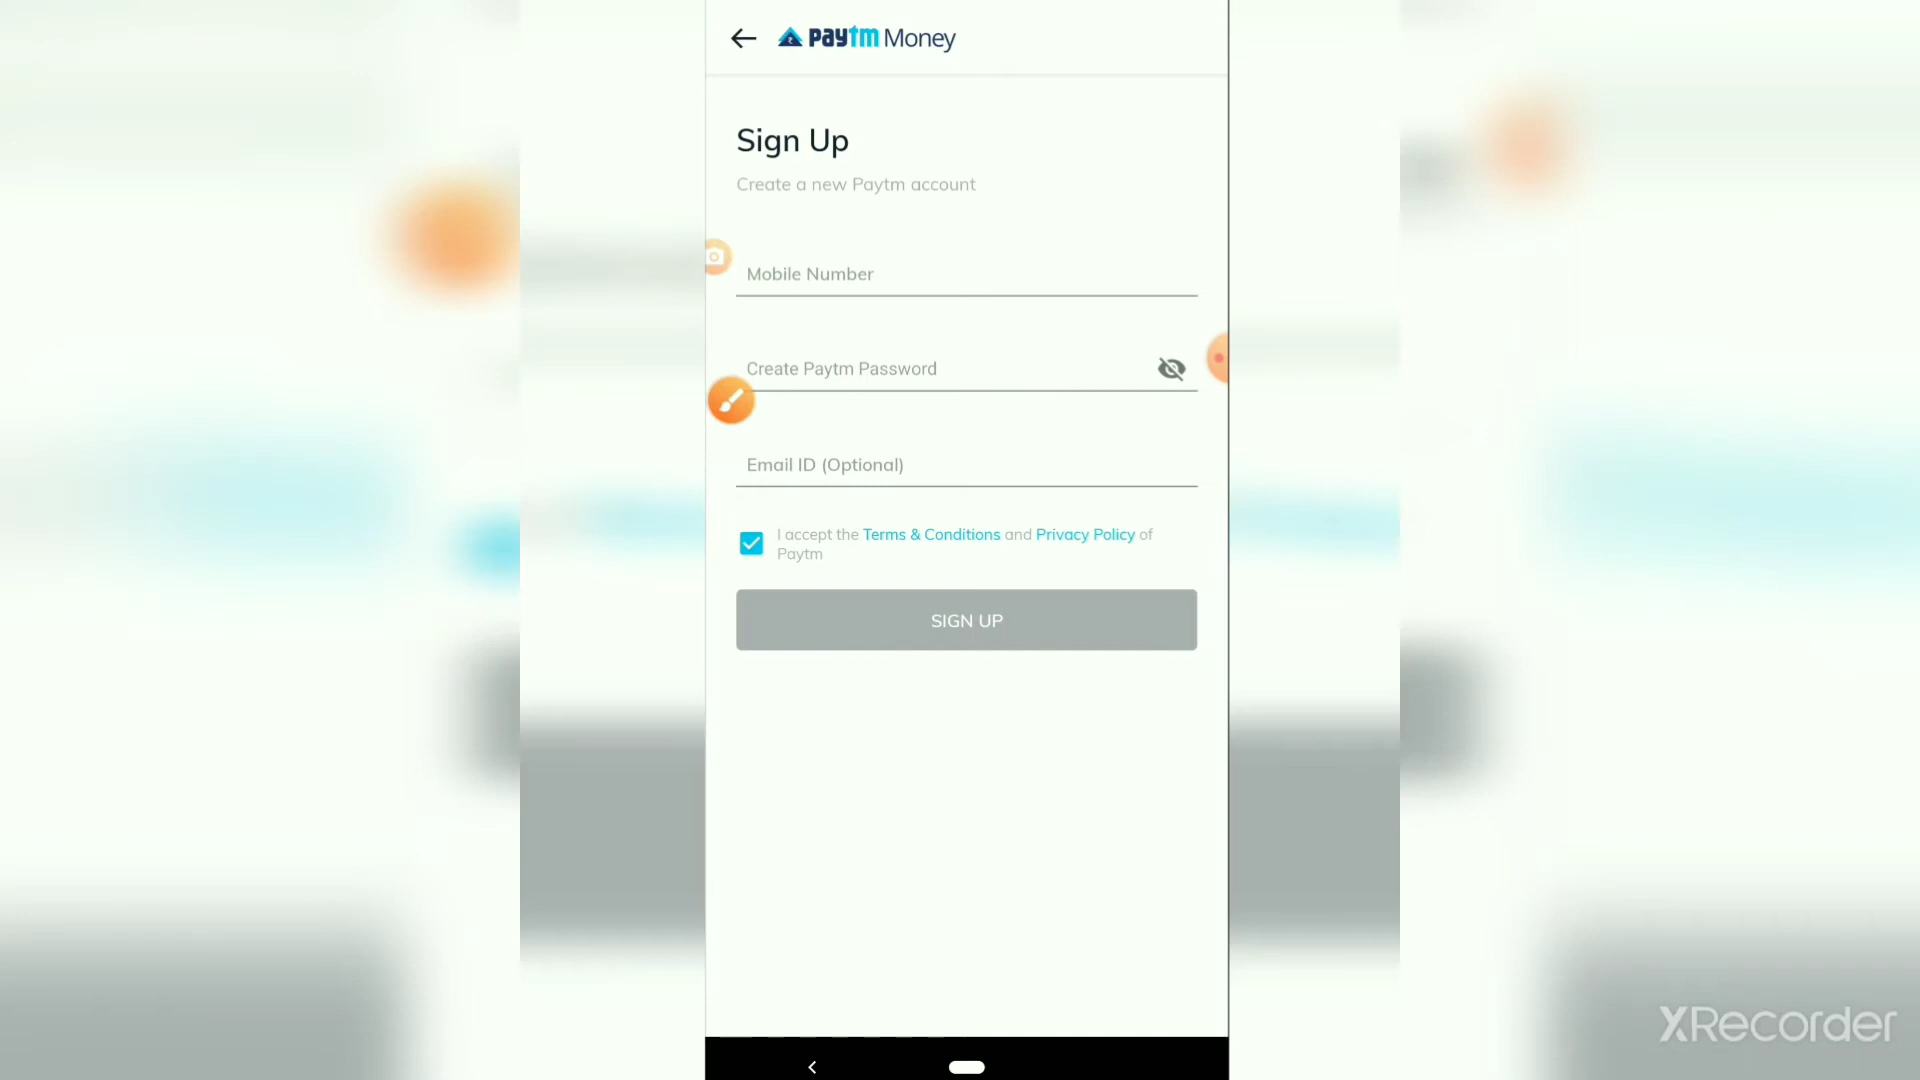 paytm Money
Sign Up
Create a new Paytm account
Mobile Number
Create Paytm Password
Email ID (Optional)
I accept the Terms & Conditions and Privacy Policy of
Paytm
SIGN UP
XRecorder